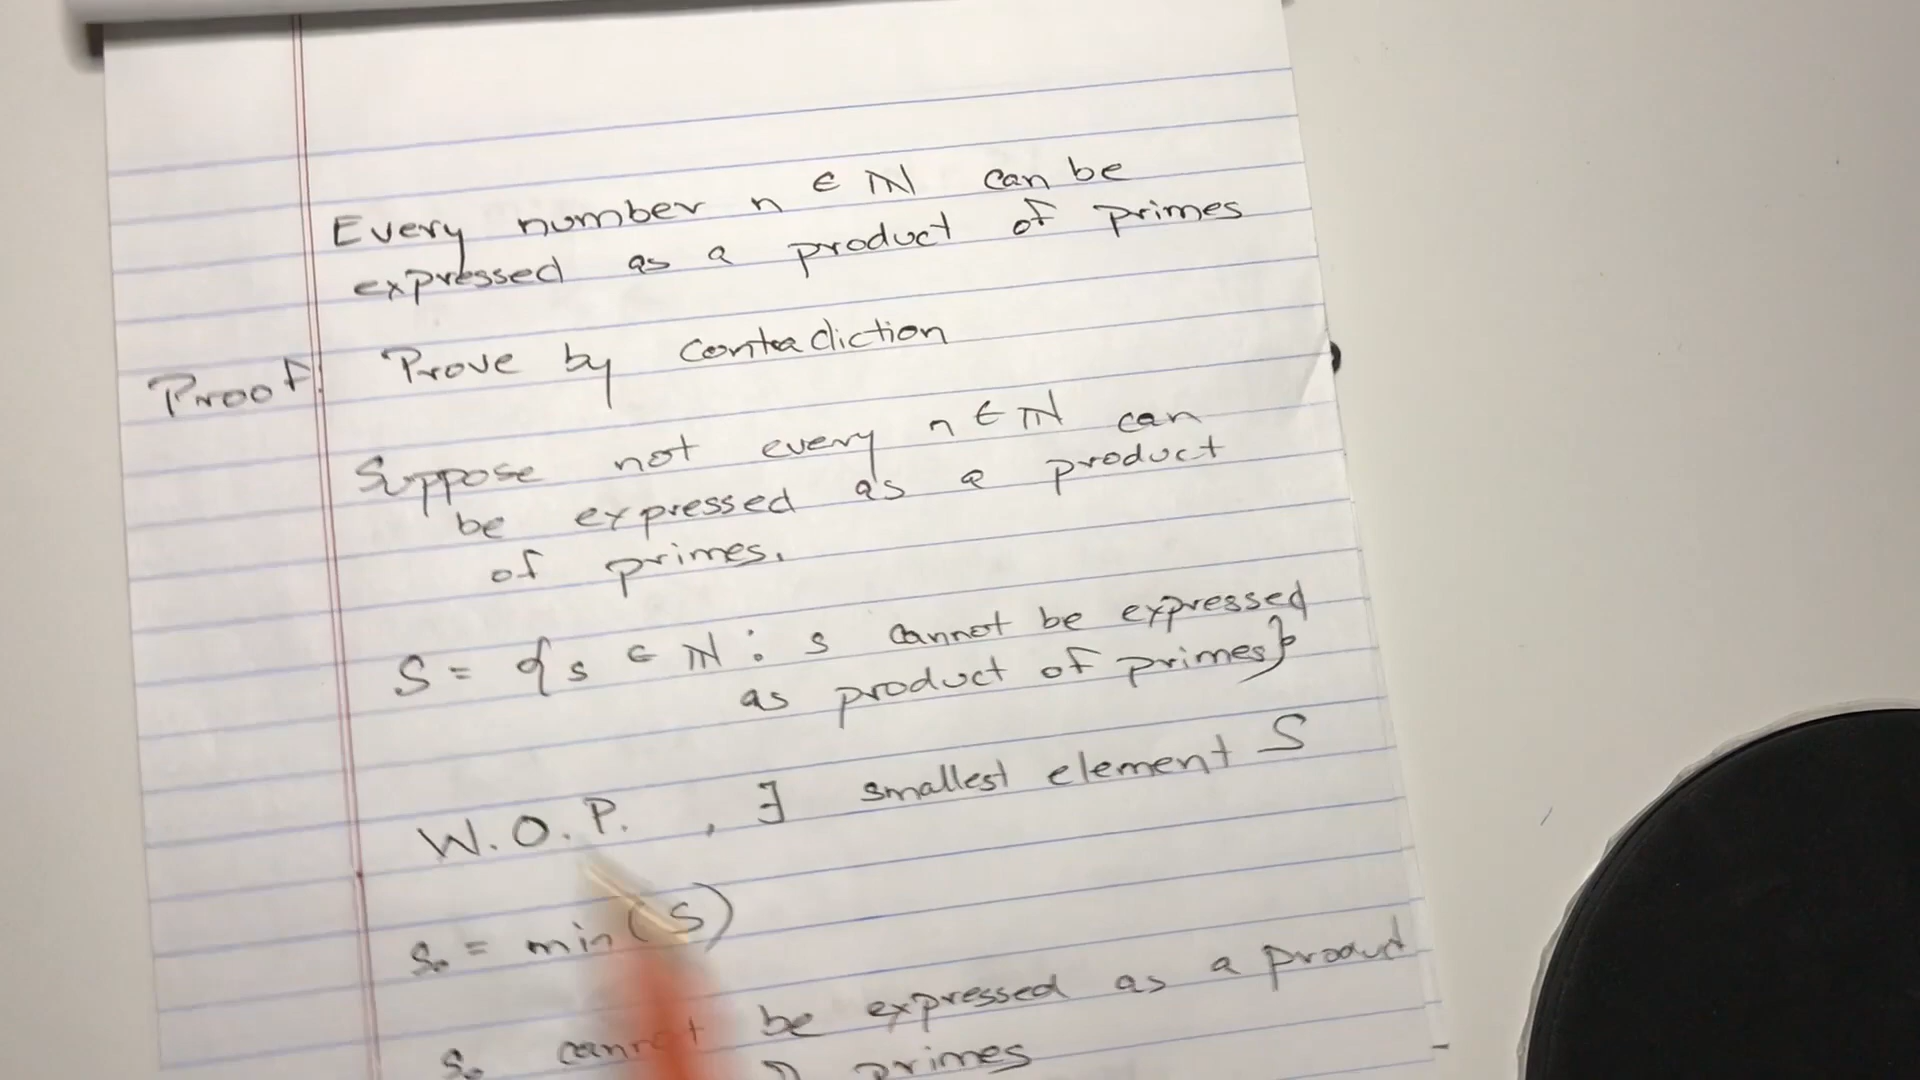 Every number n ∈ ℕ can be
expressed as a product of primes
Proof: Prove by contradiction
Suppose not every n ∈ ℕ can
be expressed as a product
of primes.
S = {s ∈ ℕ : s cannot be expressed
as product of primes}
W.O.P. , ∃ smallest element S
s₀ = min(S)
s₀ cannot be expressed as a product
primes